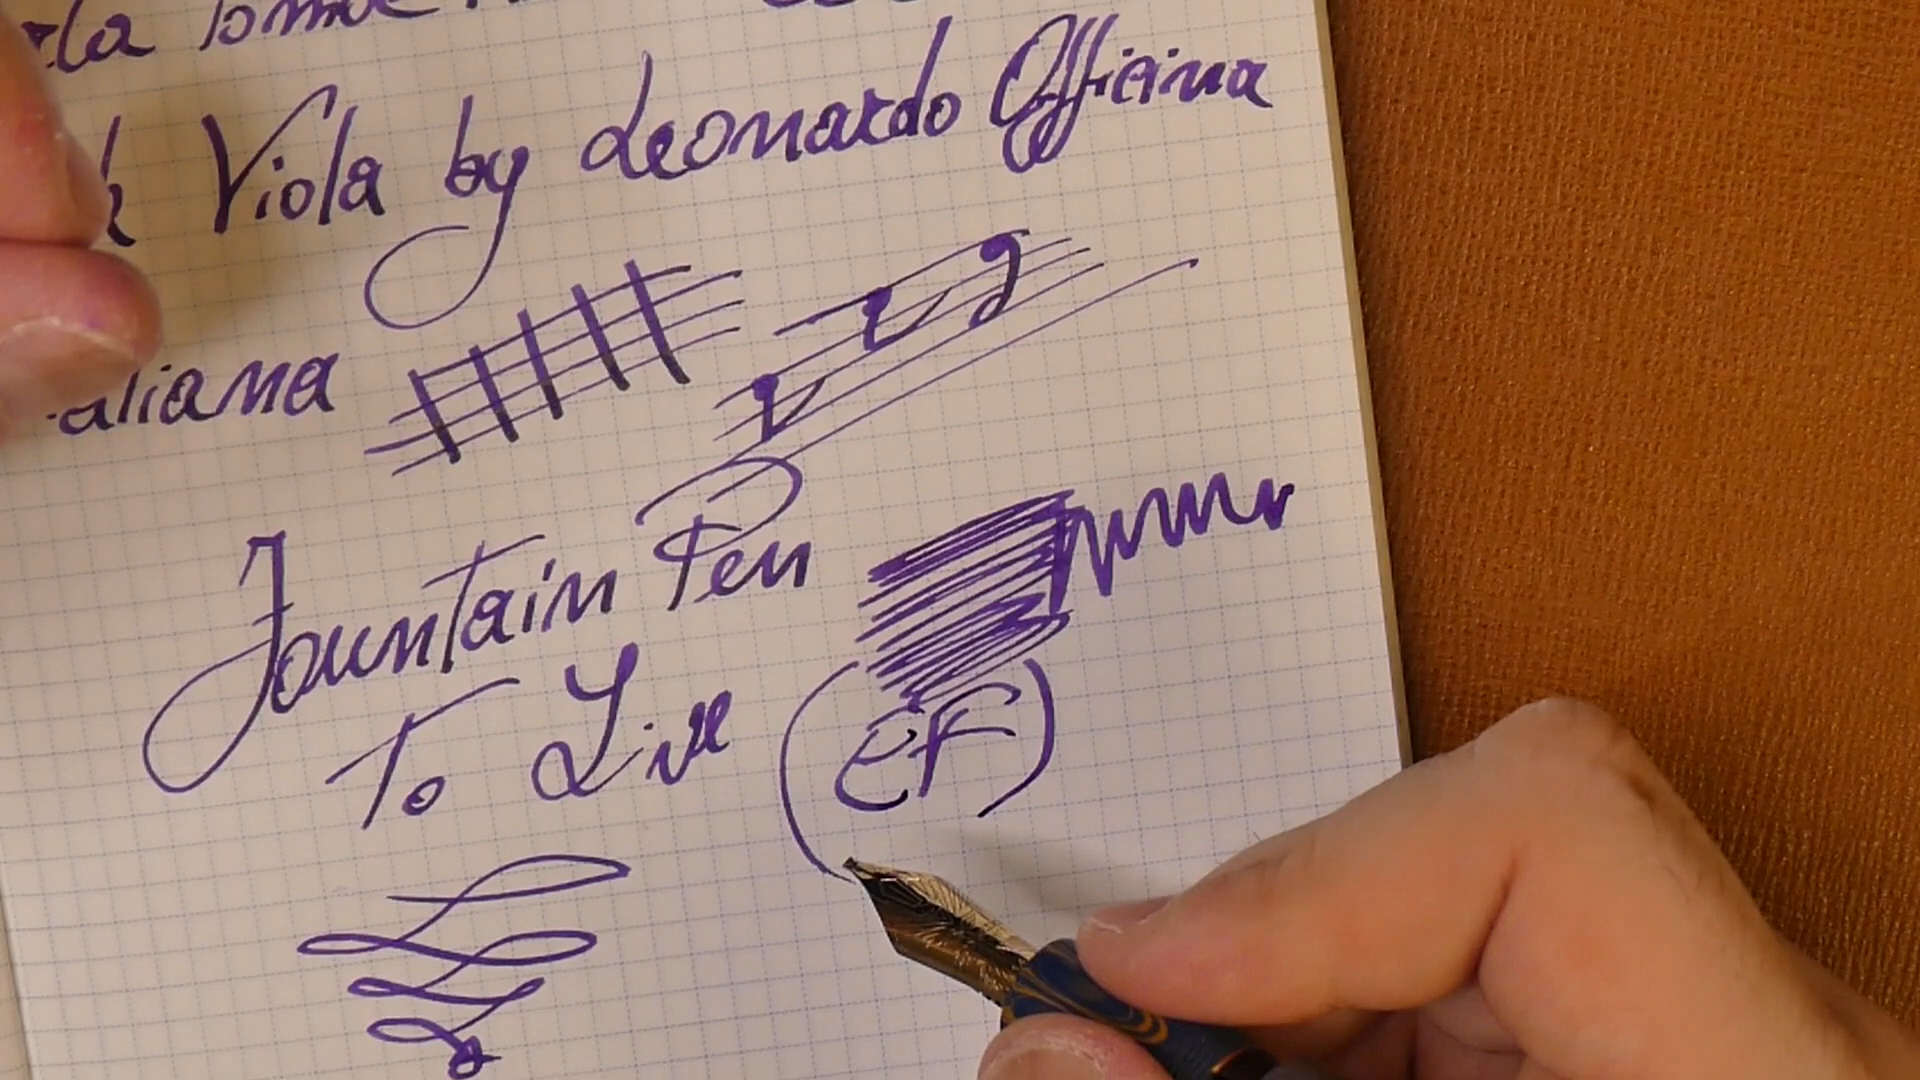 Viola by Leonardo Officina
aliana
Fountain Pen
To Live
(EF)